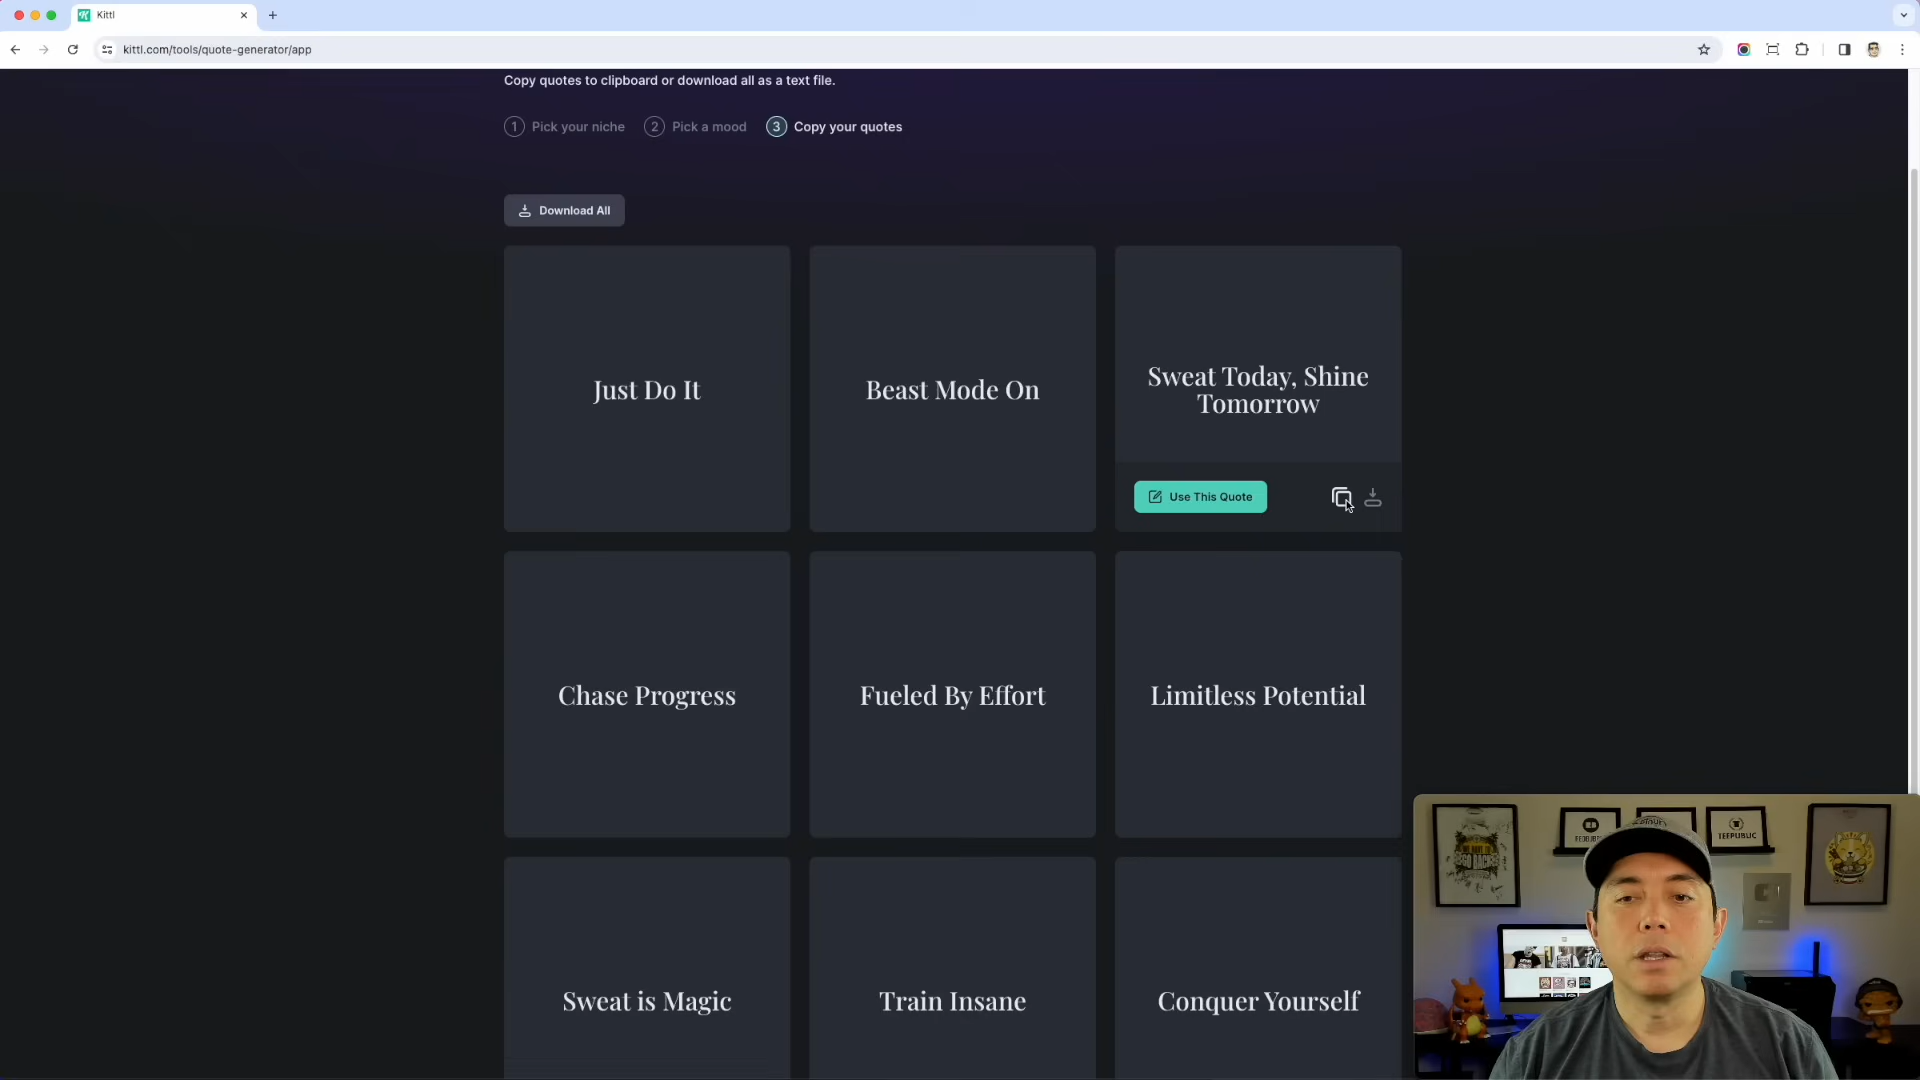 Kittl
kittl.com/tools/quote-generator/app
Copy quotes to clipboard or download all as a text file.
1 Pick your niche 2 Pick a mood 3 Copy your quotes
Download All
Just Do It
Beast Mode On
Sweat Today, Shine
Tomorrow
Use This Quote
Chase Progress
Fueled By Effort
Limitless Potential
Sweat is Magic
Train Insane
Conquer Yourself
TEEPUBLIC